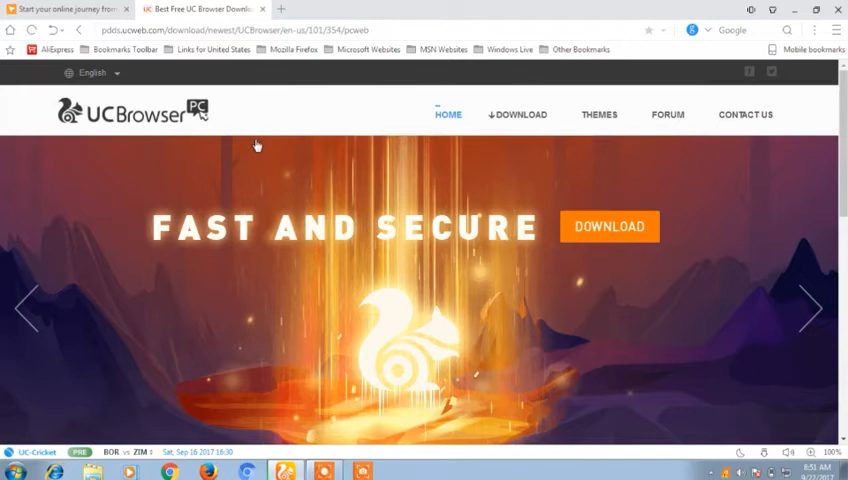 Start your online journey from
Best Free UC Browser Downlo
pdds.ucweb.com/download/newest/UCBrowser/en-us/101/354/pcweb
Google
AliExpress
Bookmarks Toolbar
Links for United States
Mozilla Firefox
Microsoft Websites
MSN Websites
Windows Live
Other Bookmarks
Mobile bookmarks
English
UCBrowser PC
HOME
DOWNLOAD
THEMES
FORUM
CONTACT US
FAST AND SECURE
DOWNLOAD
UC-Cricket
PRE
BOR vs ZIM
Sat, Sep 16 2017 16:30
100%
8:51 AM
9/22/2017